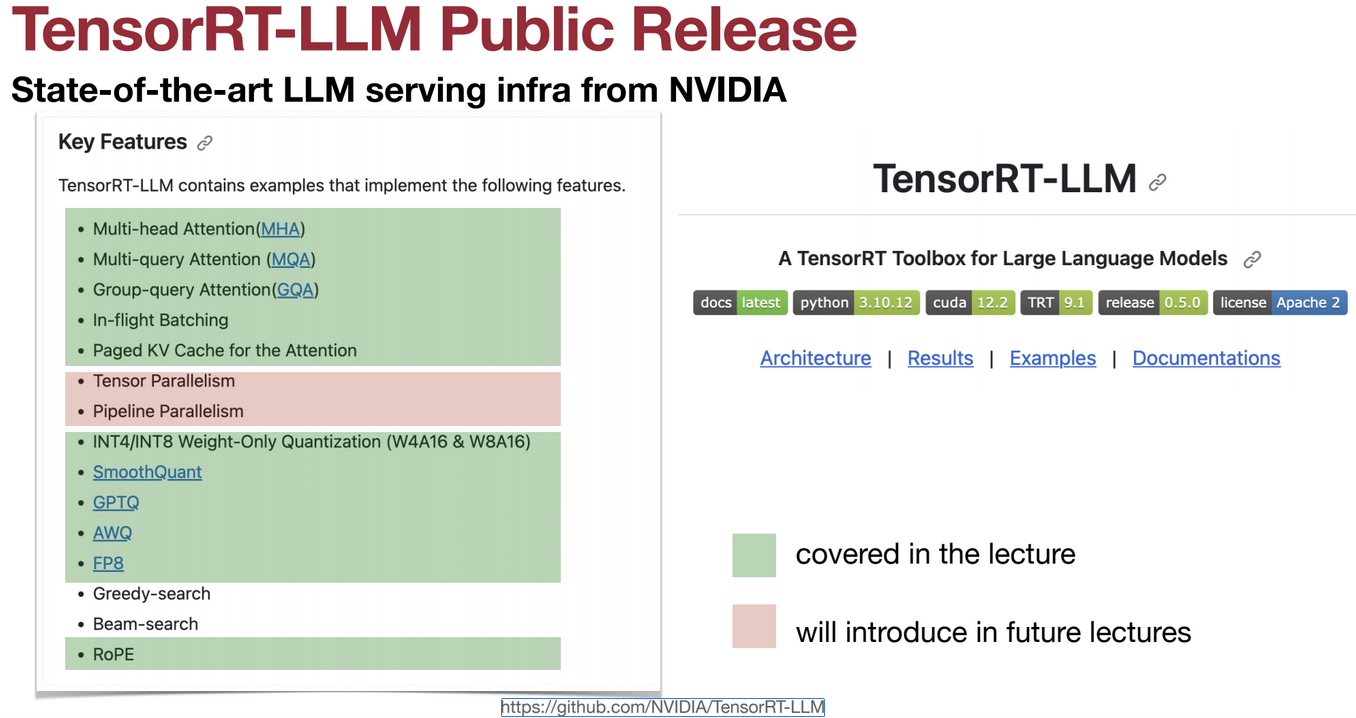 TensorRT-LLM Public Release
State-of-the-art LLM serving infra from NVIDIA
Key Features
TensorRT-LLM contains examples that implement the following features.
• Multi-head Attention(MHA)
• Multi-query Attention (MQA)
• Group-query Attention(GQA)
• In-flight Batching
• Paged KV Cache for the Attention
• Tensor Parallelism
• Pipeline Parallelism
• INT4/INT8 Weight-Only Quantization (W4A16 & W8A16)
• SmoothQuant
• GPTQ
• AWQ
• FP8
• Greedy-search
• Beam-search
• RoPE
TensorRT-LLM
A TensorRT Toolbox for Large Language Models
docs latest python 3.10.12 cuda 12.2 TRT 9.1 release 0.5.0 license Apache 2
Architecture | Results | Examples | Documentations
covered in the lecture
will introduce in future lectures
https://github.com/NVIDIA/TensorRT-LLM